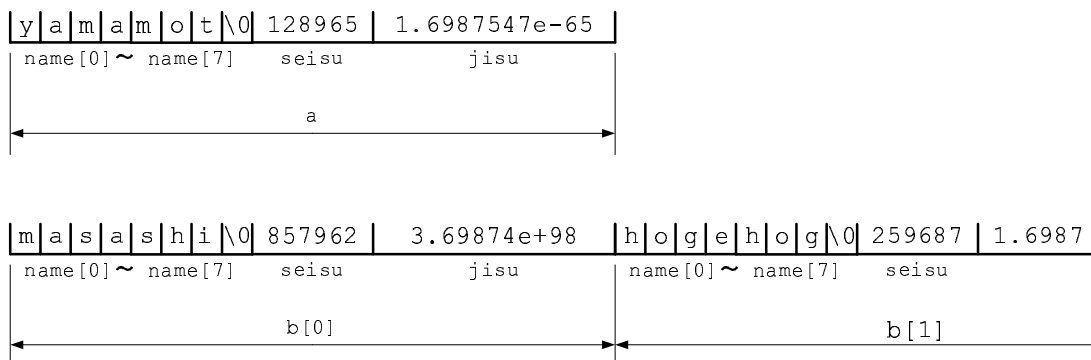 y a m a m o t \0 128965 1.6987547e-65
name[0]~ name[7] seisu jisu
a
m a s a s h i \0 857962 3.69874e+98 h o g e h o g \0 259687 1.6987
name[0]~ name[7] seisu jisu name[0]~ name[7] seisu
b[0] b[1]